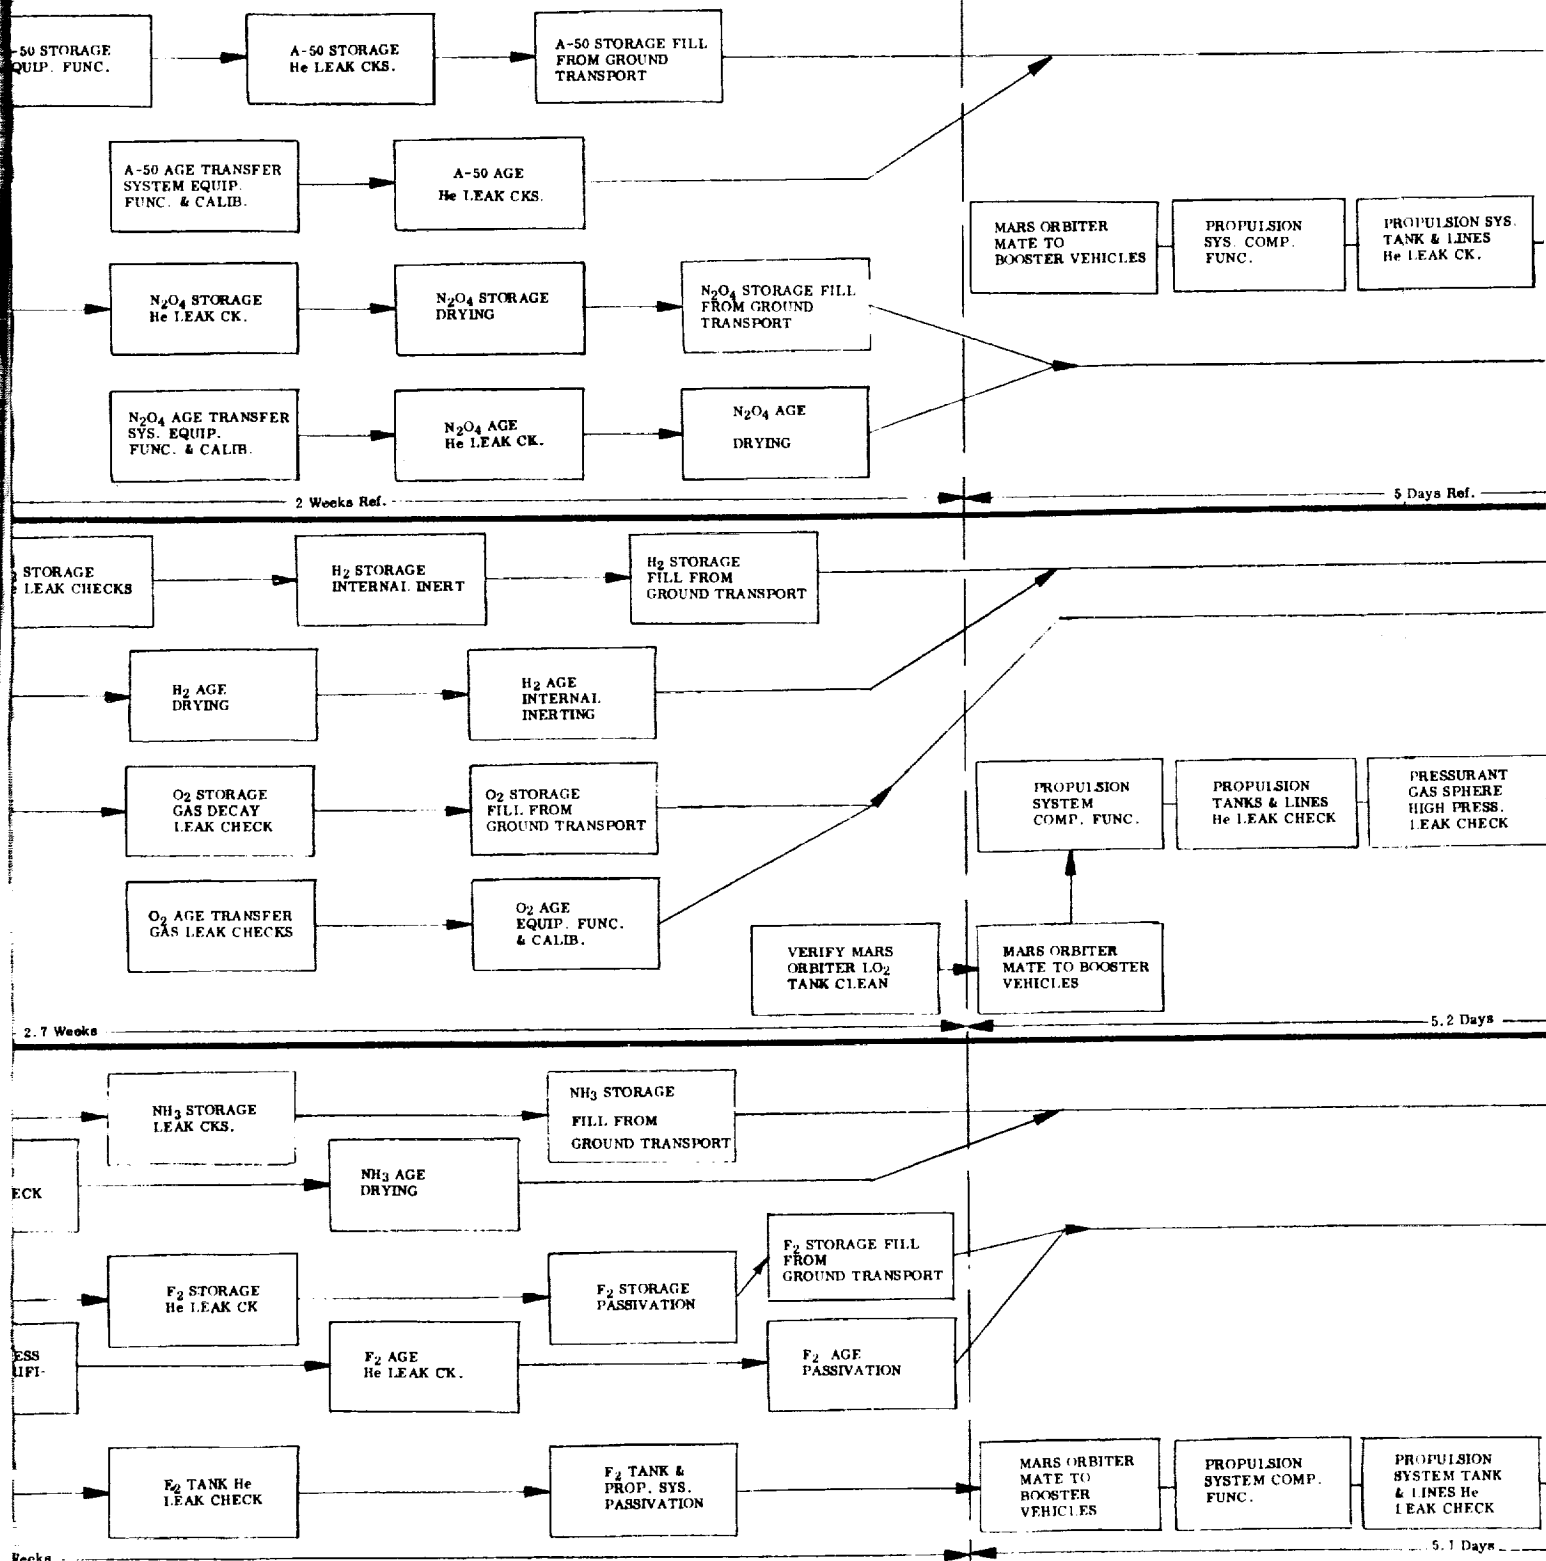 -50 STORAGE
QUIP. FUNC.
A-50 STORAGE
He LEAK CKS.
A-50 STORAGE FILL
FROM GROUND
TRANSPORT
A-50 AGE TRANSFER
SYSTEM EQUIP.
FUNC. & CALIB.
A-50 AGE
He LEAK CKS.
MARS ORBITER
MATE TO
BOOSTER VEHICLES
PROPULSION
SYS. COMP.
FUNC.
PROPULSION SYS.
TANK & LINES
He LEAK CK.
N₂O₄ STORAGE
He LEAK CK.
N₂O₄ STORAGE
DRYING
N₂O₄ STORAGE FILL
FROM GROUND
TRANSPORT
N₂O₄ AGE TRANSFER
SYS. EQUIP.
FUNC. & CALIB.
N₂O₄ AGE
He LEAK CK.
N₂O₄ AGE
DRYING
2 Weeks Ref.
5 Days Ref.
STORAGE
LEAK CHECKS
H₂ STORAGE
INTERNAL INERT
H₂ STORAGE
FILL FROM
GROUND TRANSPORT
H₂ AGE
DRYING
H₂ AGE
INTERNAL
INERTING
O₂ STORAGE
GAS DECAY
LEAK CHECK
O₂ STORAGE
FILL FROM
GROUND TRANSPORT
PROPULSION
SYSTEM
COMP. FUNC.
PROPULSION
TANKS & LINES
He LEAK CHECK
PRESSURANT
GAS SPHERE
HIGH PRESS.
LEAK CHECK
O₂ AGE TRANSFER
GAS LEAK CHECKS
O₂ AGE
EQUIP. FUNC.
& CALIB.
VERIFY MARS
ORBITER LO₂
TANK CLEAN
MARS ORBITER
MATE TO BOOSTER
VEHICLES
2.7 Weeks
5.2 Days
NH₃ STORAGE
LEAK CKS.
NH₃ STORAGE
FILL FROM
GROUND TRANSPORT
ECK
NH₃ AGE
DRYING
F₂ STORAGE
He LEAK CK
F₂ STORAGE
PASSIVATION
F₂ STORAGE FILL
FROM
GROUND TRANSPORT
ESS
IFI-
F₂ AGE
He LEAK CK.
F₂ AGE
PASSIVATION
F₂ TANK He
LEAK CHECK
F₂ TANK &
PROP. SYS.
PASSIVATION
MARS ORBITER
MATE TO
BOOSTER
VEHICLES
PROPULSION
SYSTEM COMP.
FUNC.
PROPULSION
SYSTEM TANK
& LINES He
LEAK CHECK
5.1 Days